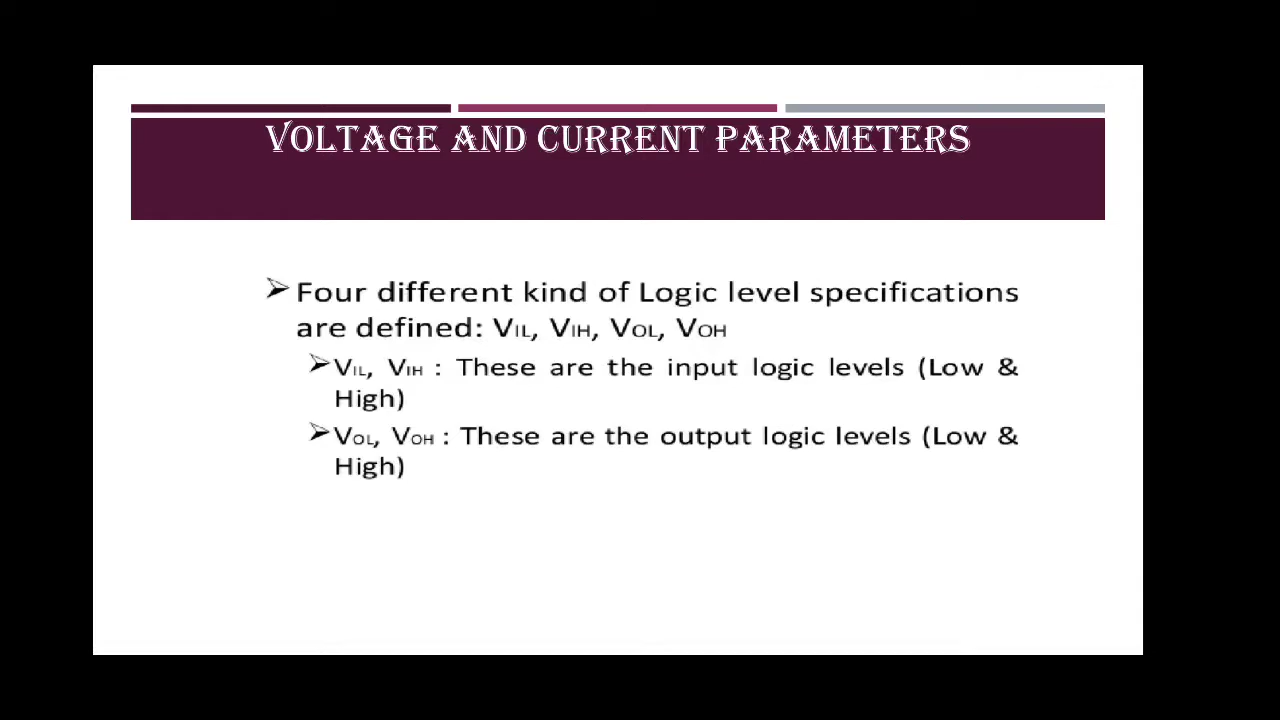 VOLTAGE AND CURRENT PARAMETERS
➢ Four different kind of Logic level specifications
are defined: VIL, VIH, VOL, VOH
➢ VIL, VIH : These are the input logic levels (Low &
High)
➢ VOL, VOH : These are the output logic levels (Low &
High)